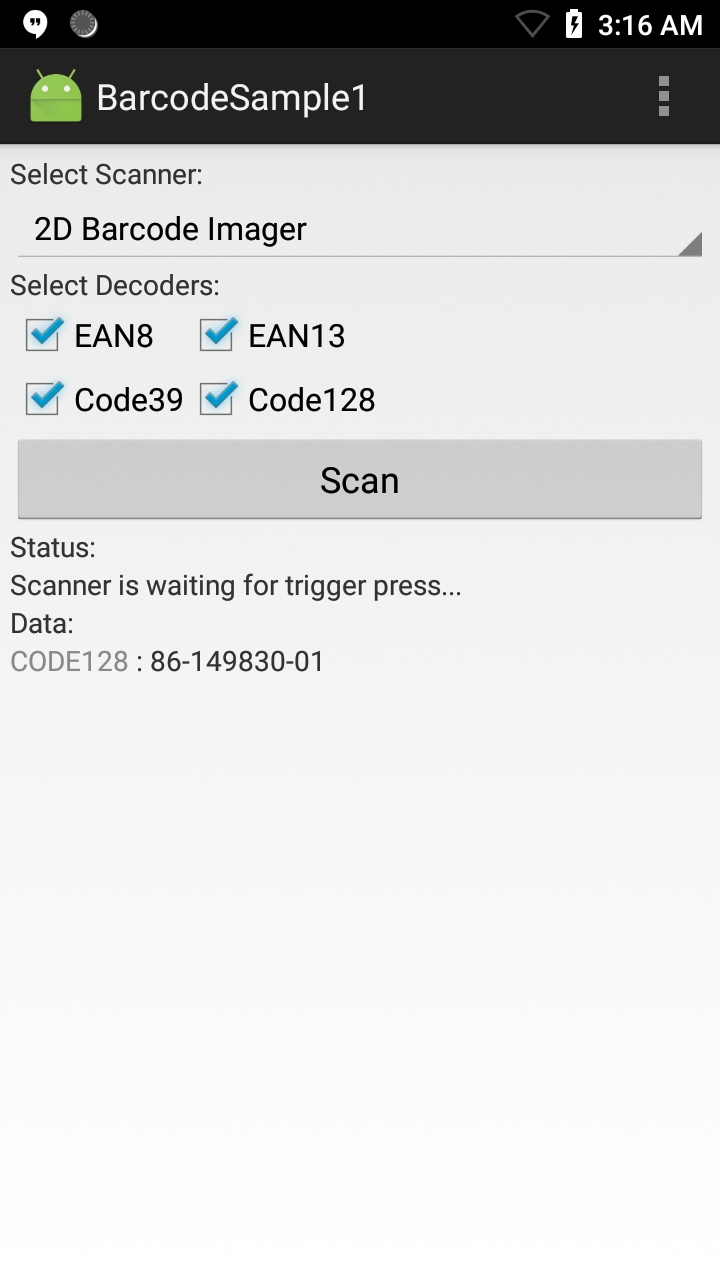 3:16 AM
BarcodeSample1
Select Scanner:
2D Barcode Imager
Select Decoders:
EAN8 EAN13
Code39 Code128
Scan
Status:
Scanner is waiting for trigger press...
Data:
CODE128 : 86-149830-01